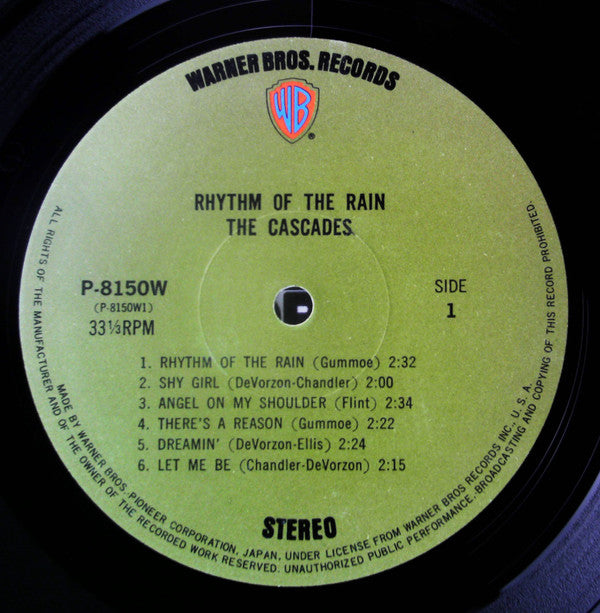 WARNER BROS. RECORDS
WB
®
RHYTHM OF THE RAIN
THE CASCADES
P-8150W
(P-8150W1)
33⅓RPM
SIDE
1
1. RHYTHM OF THE RAIN (Gummoe) 2:32
2. SHY GIRL (DeVorzon-Chandler) 2:00
3. ANGEL ON MY SHOULDER (Flint) 2:34
4. THERE'S A REASON (Gummoe) 2:22
5. DREAMIN' (DeVorzon-Ellis) 2:24
6. LET ME BE (Chandler-DeVorzon) 2:15
STEREO
MADE BY WARNER BROS. PIONEER CORPORATION, JAPAN, UNDER LICENSE FROM WARNER BROS RECORDS INC., U.S.A.
ALL RIGHTS OF THE MANUFACTURER AND OF THE OWNER OF THE RECORDED WORK RESERVED. UNAUTHORIZED PUBLIC PERFORMANCE, BROADCASTING AND COPYING OF THIS RECORD PROHIBITED.